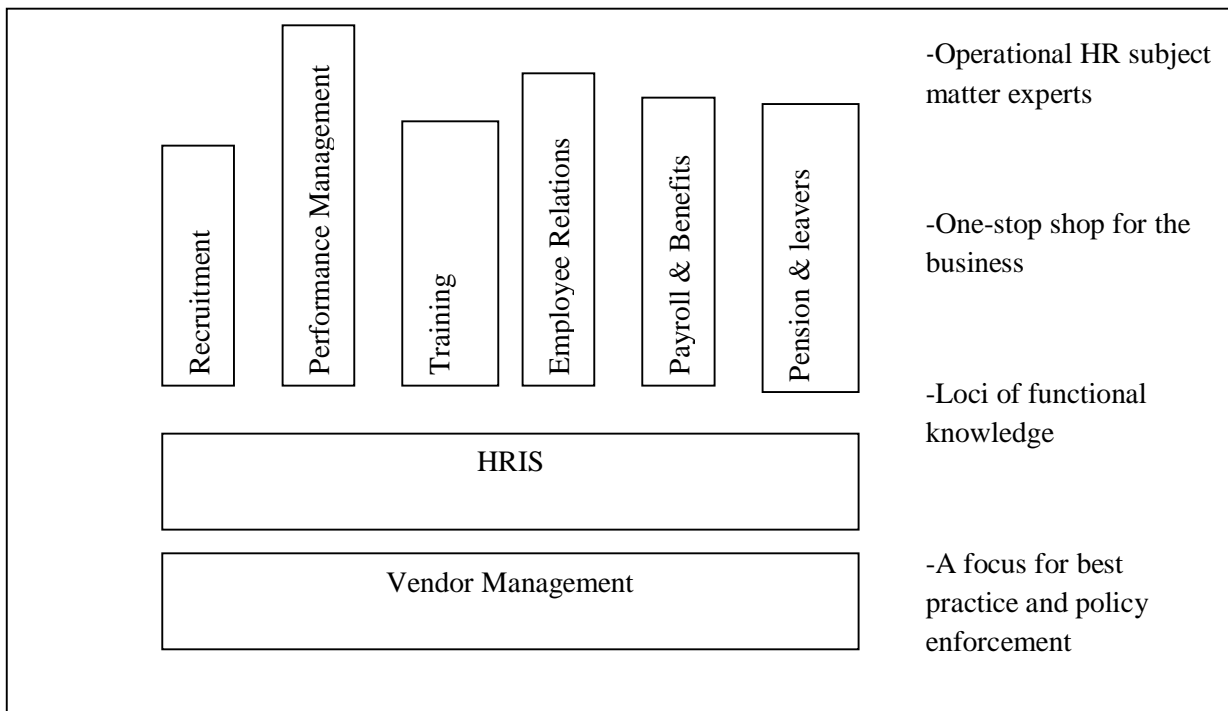 Recruitment
Performance Management
Training
Employee Relations
Payroll & Benefits
Pension & leavers
HRIS
Vendor Management
-Operational HR subject
matter experts
-One-stop shop for the
business
-Loci of functional
knowledge
-A focus for best
practice and policy
enforcement